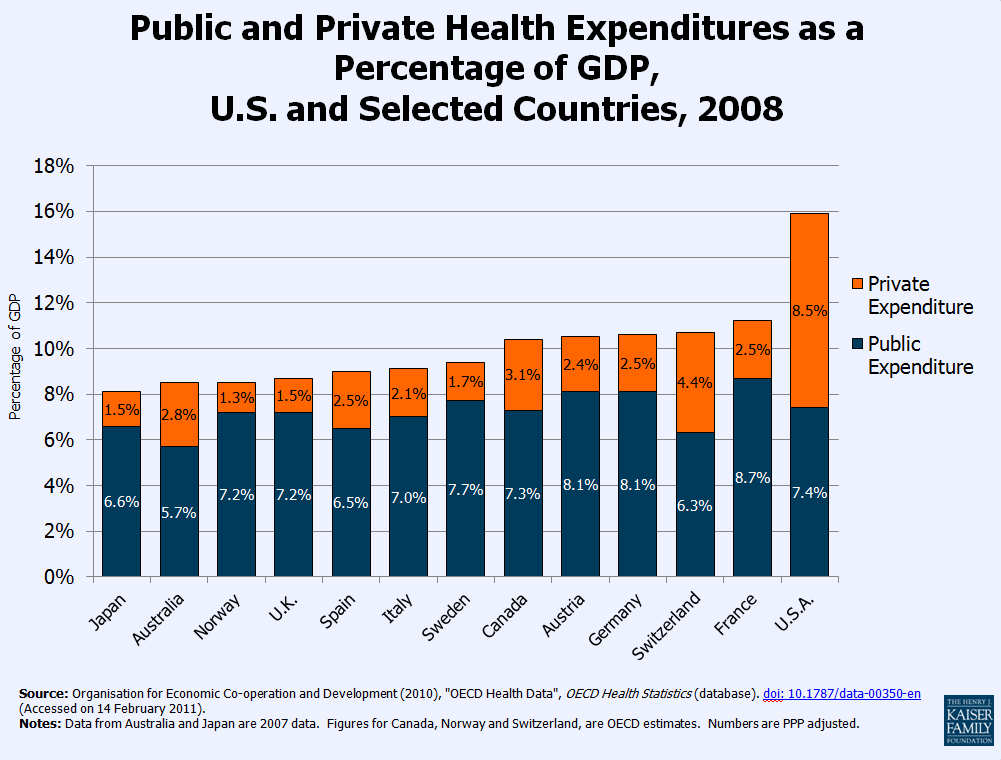 Public and Private Health Expenditures as a
Percentage of GDP,
U.S. and Selected Countries, 2008
18%
16%
14%
12%
10%
8%
6%
4%
2%
0%
Percentage of GDP
1.5%
2.8%
1.3%
1.5%
2.5%
2.1%
1.7%
3.1%
2.4%
2.5%
4.4%
2.5%
8.5%
6.6%
5.7%
7.2%
7.2%
6.5%
7.0%
7.7%
7.3%
8.1%
8.1%
6.3%
8.7%
7.4%
Private
Expenditure
Public
Expenditure
Japan
Australia
Norway
U.K.
Spain
Italy
Sweden
Canada
Austria
Germany
Switzerland
France
U.S.A.
Source: Organisation for Economic Co-operation and Development (2010), "OECD Health Data", OECD Health Statistics (database). doi: 10.1787/data-00350-en
(Accessed on 14 February 2011).
Notes: Data from Australia and Japan are 2007 data.  Figures for Canada, Norway and Switzerland, are OECD estimates.  Numbers are PPP adjusted.
THE HENRY J.
KAISER
FAMILY
FOUNDATION